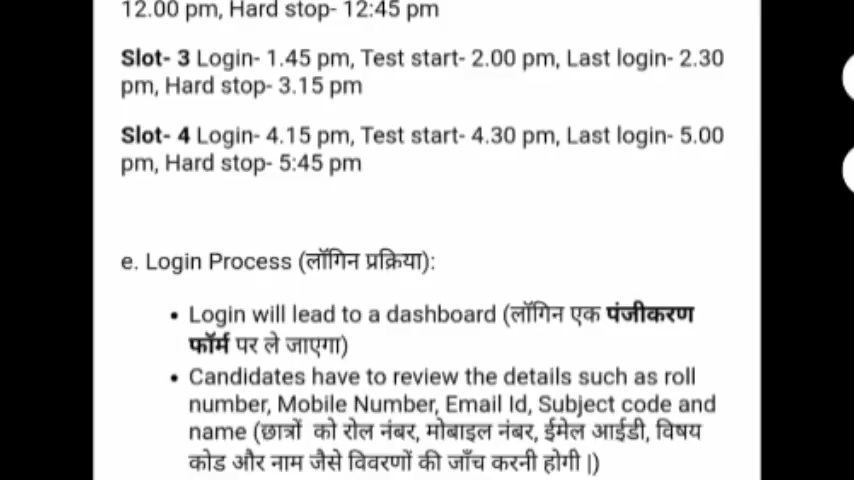 12.00 pm, Hard stop- 12:45 pm
Slot- 3 Login- 1.45 pm, Test start- 2.00 pm, Last login- 2.30
pm, Hard stop- 3.15 pm
Slot- 4 Login- 4.15 pm, Test start- 4.30 pm, Last login- 5.00
pm, Hard stop- 5:45 pm
e. Login Process (लॉगिन प्रक्रिया):
• Login will lead to a dashboard (लॉगिन एक पंजीकरण
फॉर्म पर ले जाएगा)
• Candidates have to review the details such as roll
number, Mobile Number, Email Id, Subject code and
name (छात्रों को रोल नंबर, मोबाइल नंबर, ईमेल आईडी, विषय
कोड और नाम जैसे विवरणों की जाँच करनी होगी |)